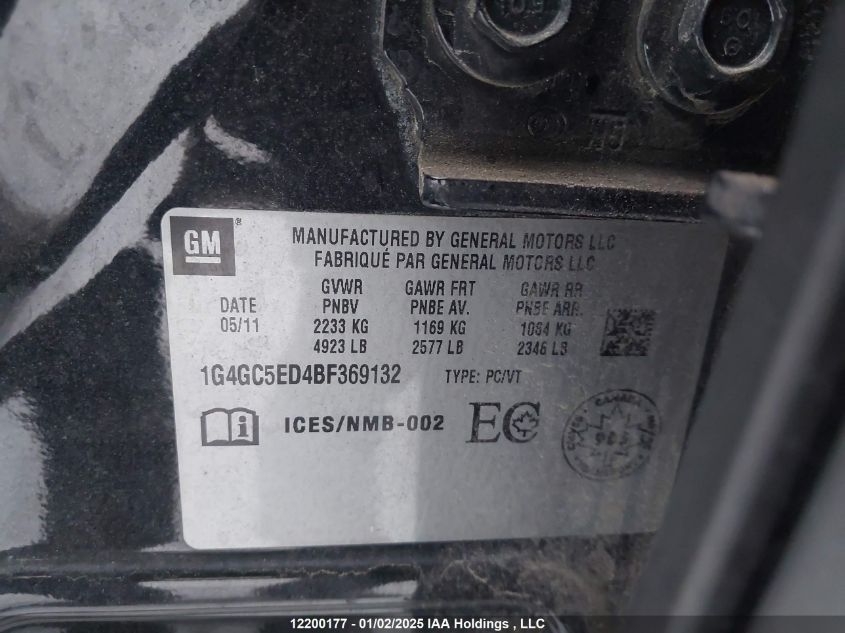 GM ®
MANUFACTURED BY GENERAL MOTORS LLC
FABRIQUÉ PAR GENERAL MOTORS LLC
GVWR GAWR FRT GAWR RR
DATE PNBV PNBE AV. PNBE ARR.
05/11 2233 KG 1169 KG 1064 KG
4923 LB 2577 LB 2346 LB
1G4GC5ED4BF369132 TYPE: PC/VT
ICES/NMB-002 EC
CANADA
12200177 - 01/02/2025 IAA Holdings, LLC